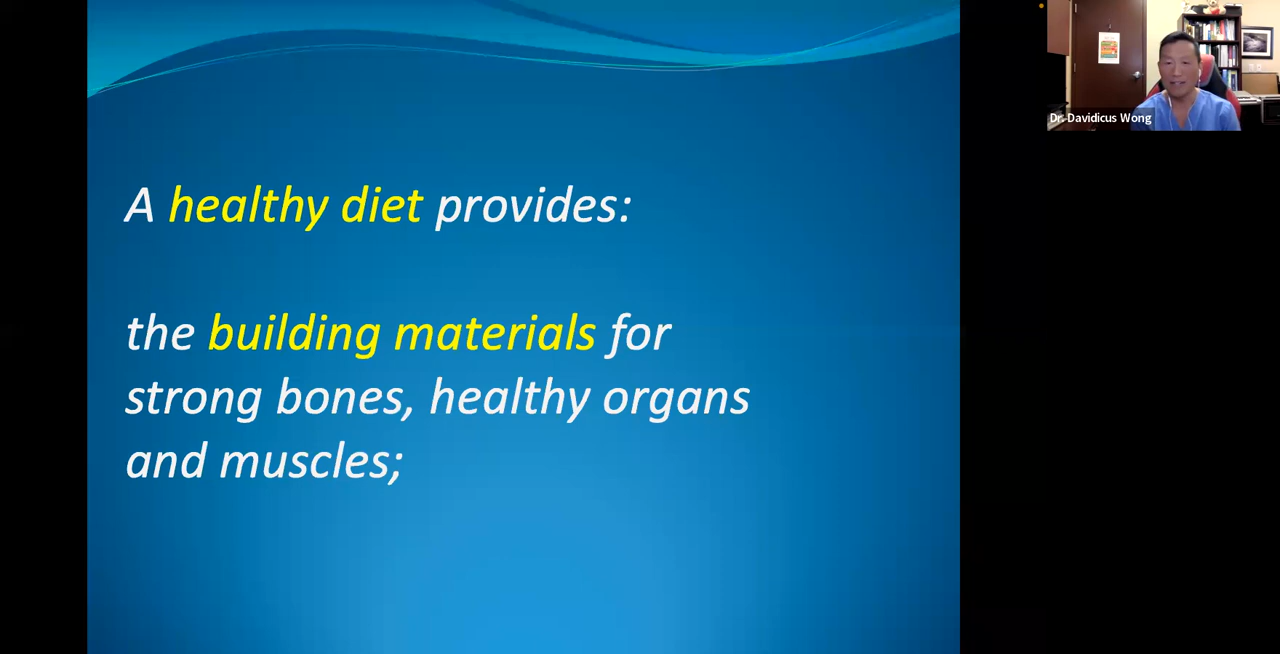 A healthy diet provides:
the building materials for
strong bones, healthy organs
and muscles;
Dr. Davidicus Wong